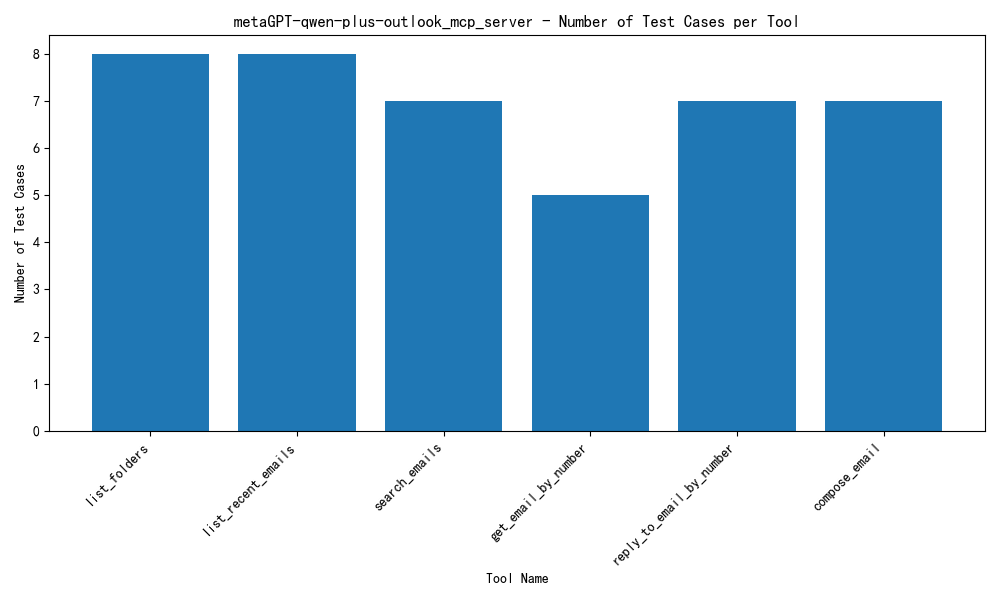 metaGPT-qwen-plus-outlook_mcp_server - Number of Test Cases per Tool
Number of Test Cases
8
7
6
5
4
3
2
1
0
list_folders
list_recent_emails
search_emails
get_email_by_number
reply_to_email_by_number
compose_email
Tool Name